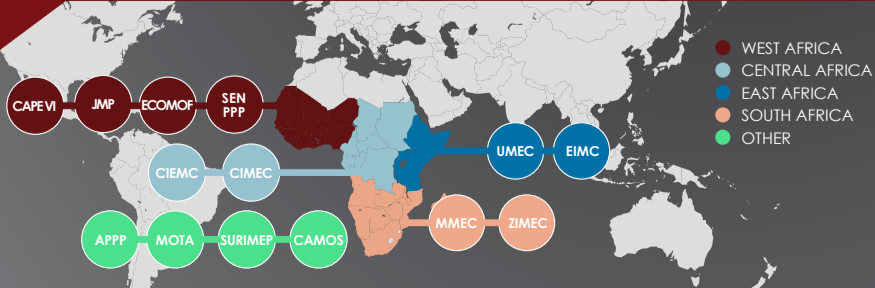 WEST AFRICA
CENTRAL AFRICA
EAST AFRICA
SOUTH AFRICA
OTHER
CAPE VI
JMP
ECOMOF
SEN
PPP
UMEC
EIMC
CIEMC
CIMEC
MMEC
ZIMEC
APPP
MOTA
SURIMEP
CAMOS